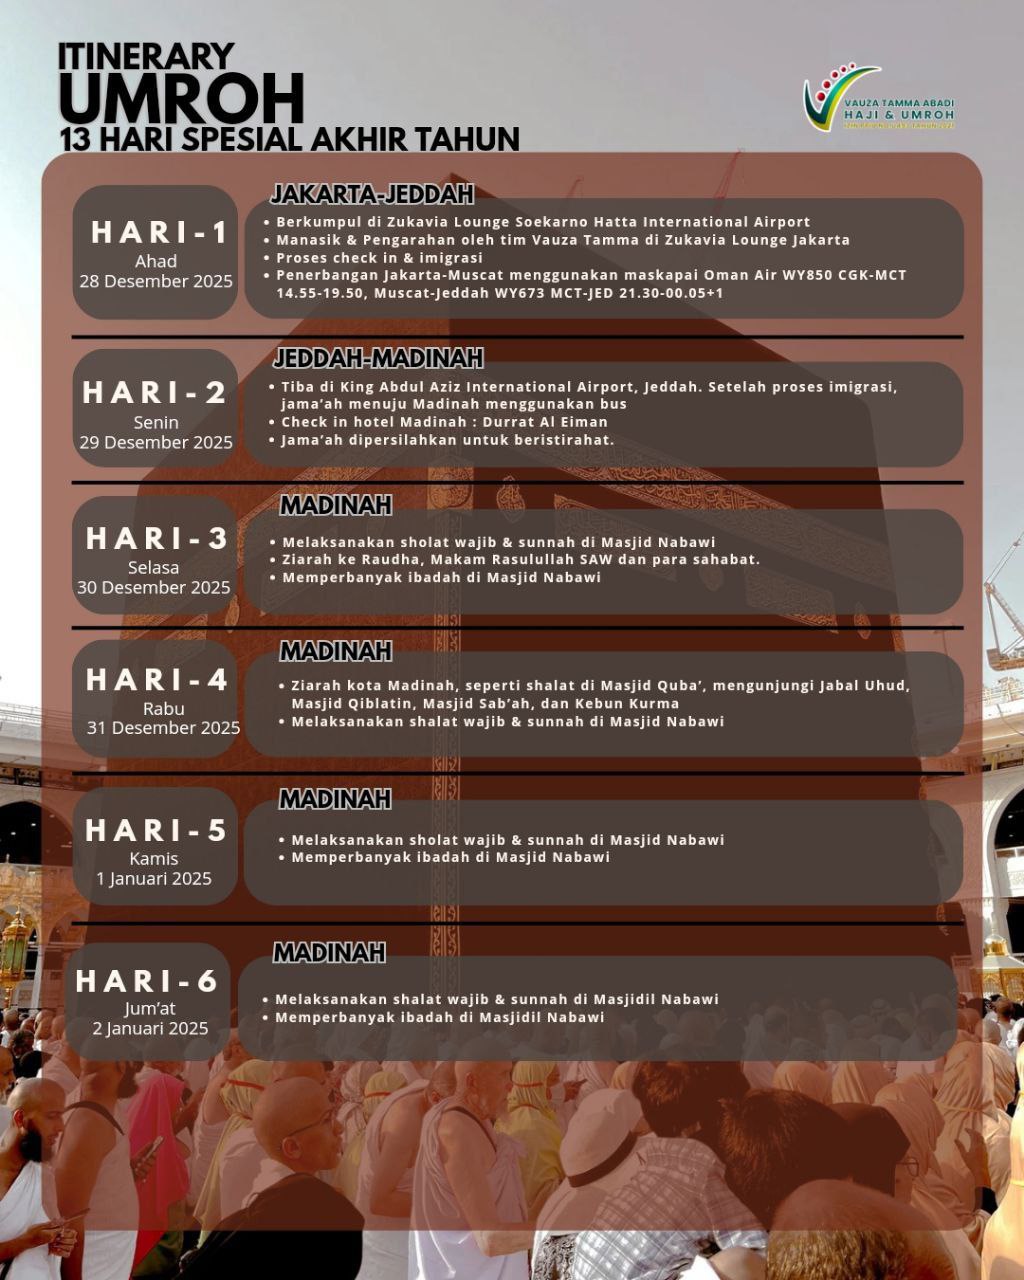 ITINERARY
UMROH
13 HARI SPESIAL AKHIR TAHUN
VAUZA TAMMA ABADI
HAJI & UMROH
HARI-1
Ahad
28 Desember 2025
JAKARTA-JEDDAH
• Berkumpul di Zukavia Lounge Soekarno Hatta International Airport
• Manasik & Pengarahan oleh tim Vauza Tamma di Zukavia Lounge Jakarta
• Proses check in & imigrasi
• Penerbangan Jakarta-Muscat menggunakan maskapai Oman Air WY850 CGK-MCT
14.55-19.50, Muscat-Jeddah WY673 MCT-JED 21.30-00.05+1
HARI-2
Senin
29 Desember 2025
JEDDAH-MADINAH
• Tiba di King Abdul Aziz International Airport, Jeddah. Setelah proses imigrasi,
jama’ah menuju Madinah menggunakan bus
• Check in hotel Madinah : Durrat Al Eiman
• Jama’ah dipersilahkan untuk beristirahat.
HARI-3
Selasa
30 Desember 2025
MADINAH
• Melaksanakan sholat wajib & sunnah di Masjid Nabawi
• Ziarah ke Raudha, Makam Rasulullah SAW dan para sahabat.
• Memperbanyak ibadah di Masjid Nabawi
HARI-4
Rabu
31 Desember 2025
MADINAH
• Ziarah kota Madinah, seperti shalat di Masjid Quba’, mengunjungi Jabal Uhud,
Masjid Qiblatin, Masjid Sab’ah, dan Kebun Kurma
• Melaksanakan shalat wajib & sunnah di Masjid Nabawi
HARI-5
Kamis
1 Januari 2025
MADINAH
• Melaksanakan sholat wajib & sunnah di Masjid Nabawi
• Memperbanyak ibadah di Masjid Nabawi
HARI-6
Jum’at
2 Januari 2025
MADINAH
• Melaksanakan shalat wajib & sunnah di Masjidil Nabawi
• Memperbanyak ibadah di Masjidil Nabawi